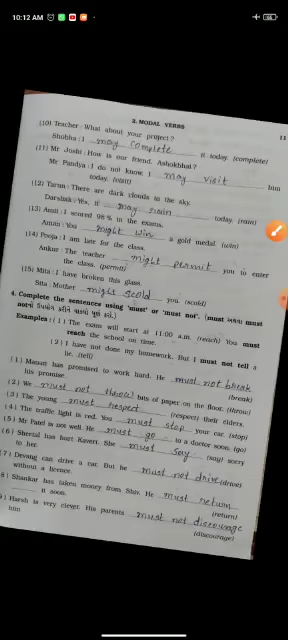 10:12 AM
66
2. MODAL VERBS
11
(10) Teacher : What about your project?
Shobha : I may complete it today. (complete)
(11) Mr Joshi : How is our friend, Ashokbhai?
Mr Pandya : I do not know. I may visit him
today. (visit)
(12) Tarun : There are dark clouds in the sky.
Darshak : Yes, it may rain today. (rain)
(13) Amit : I scored 98 % in the exams.
Aman : You might win a gold medal. (win)
(14) Pooja : I am late for the class.
Ankur : The teacher might permit you to enter
the class. (permit)
(15) Mita : I have broken this glass.
Sita : Mother might scold you. (scold)
4. Complete the sentences using 'must' or 'must not'. (must અથવા must
not
Examples : (1) The exam will start at 11:00 a.m. (reach) You must
reach the school on time.
(2) I have not done my homework. But I must not tell a
lie. (tell)
(1) Manan has promised to work hard. He must not break
his promise. (break)
(2) We must not throw bits of paper on the floor. (throw)
(3) The young must respect (respect) their elders.
(4) The traffic light is red. You must stop your car. (stop)
(5) Mr Patel is not well. He must go to a doctor soon. (go)
(6) Sherral has hurt Kaveri. She must say (say) sorry
to her.
7) Devang can drive a car. But he must not drive (drive)
without a licence.
8) Shankar has taken money from Shiv. He must return
it soon. (return)
9) Harsh is very clever. His parents must not discourage
him (discourage)